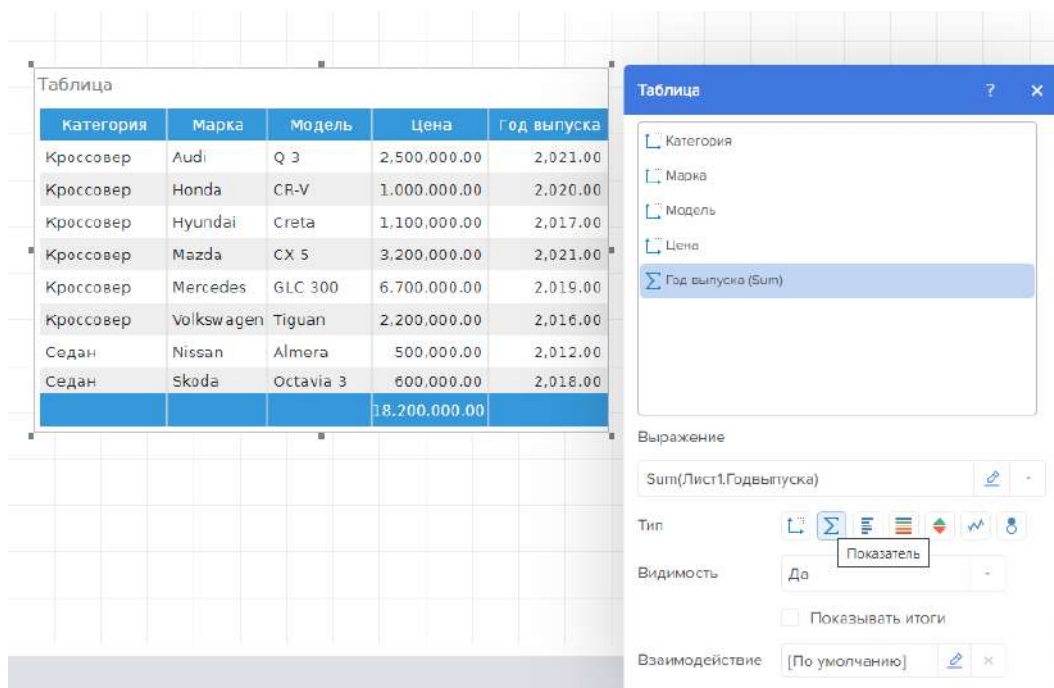 Таблица
Категория Марка Модель Цена Год выпуска
Кроссовер Audi Q 3 2,500,000.00 2,021.00
Кроссовер Honda CR-V 1.000.000.00 2,020.00
Кроссовер Hyundai Creta 1,100,000.00 2,017.00
Кроссовер Mazda CX 5 3,200,000.00 2,021.00
Кроссовер Mercedes GLC 300 6.700.000.00 2,019.00
Кроссовер Volkswagen Tiguan 2,200,000.00 2,016.00
Седан Nissan Almera 500,000.00 2,012.00
Седан Skoda Octavia 3 600,000.00 2,018.00
18.200.000.00
Таблица ? ×
Категория
Марка
Модель
Цена
Год выпуска (Sum)
Выражение
Sum(Лист1.Годвыпуска)
Тип
Показатель
Видимость Да
Показывать итоги
Взаимодействие [По умолчанию]